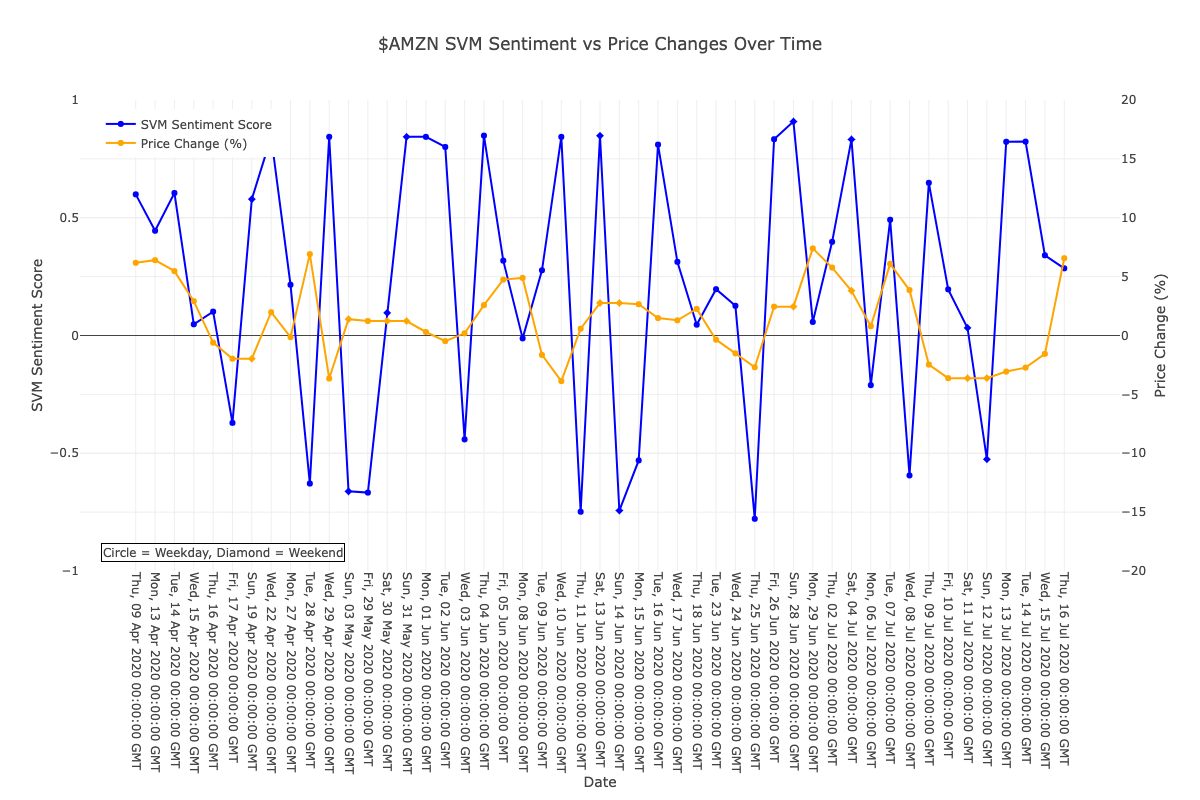 $AMZN SVM Sentiment vs Price Changes Over Time
SVM Sentiment Score
Price Change (%)
1
0.5
0
−0.5
−1
SVM Sentiment Score
20
15
10
5
0
−5
−10
−15
−20
Price Change (%)
Circle = Weekday, Diamond = Weekend
Thu, 09 Apr 2020 00:00:00 GMT
Mon, 13 Apr 2020 00:00:00 GMT
Tue, 14 Apr 2020 00:00:00 GMT
Wed, 15 Apr 2020 00:00:00 GMT
Thu, 16 Apr 2020 00:00:00 GMT
Fri, 17 Apr 2020 00:00:00 GMT
Sun, 19 Apr 2020 00:00:00 GMT
Wed, 22 Apr 2020 00:00:00 GMT
Mon, 27 Apr 2020 00:00:00 GMT
Tue, 28 Apr 2020 00:00:00 GMT
Wed, 29 Apr 2020 00:00:00 GMT
Sun, 03 May 2020 00:00:00 GMT
Fri, 29 May 2020 00:00:00 GMT
Sat, 30 May 2020 00:00:00 GMT
Sun, 31 May 2020 00:00:00 GMT
Mon, 01 Jun 2020 00:00:00 GMT
Tue, 02 Jun 2020 00:00:00 GMT
Wed, 03 Jun 2020 00:00:00 GMT
Thu, 04 Jun 2020 00:00:00 GMT
Fri, 05 Jun 2020 00:00:00 GMT
Mon, 08 Jun 2020 00:00:00 GMT
Tue, 09 Jun 2020 00:00:00 GMT
Wed, 10 Jun 2020 00:00:00 GMT
Thu, 11 Jun 2020 00:00:00 GMT
Sat, 13 Jun 2020 00:00:00 GMT
Sun, 14 Jun 2020 00:00:00 GMT
Mon, 15 Jun 2020 00:00:00 GMT
Tue, 16 Jun 2020 00:00:00 GMT
Wed, 17 Jun 2020 00:00:00 GMT
Thu, 18 Jun 2020 00:00:00 GMT
Tue, 23 Jun 2020 00:00:00 GMT
Wed, 24 Jun 2020 00:00:00 GMT
Thu, 25 Jun 2020 00:00:00 GMT
Fri, 26 Jun 2020 00:00:00 GMT
Sun, 28 Jun 2020 00:00:00 GMT
Mon, 29 Jun 2020 00:00:00 GMT
Thu, 02 Jul 2020 00:00:00 GMT
Sat, 04 Jul 2020 00:00:00 GMT
Mon, 06 Jul 2020 00:00:00 GMT
Tue, 07 Jul 2020 00:00:00 GMT
Wed, 08 Jul 2020 00:00:00 GMT
Thu, 09 Jul 2020 00:00:00 GMT
Fri, 10 Jul 2020 00:00:00 GMT
Sat, 11 Jul 2020 00:00:00 GMT
Sun, 12 Jul 2020 00:00:00 GMT
Mon, 13 Jul 2020 00:00:00 GMT
Tue, 14 Jul 2020 00:00:00 GMT
Wed, 15 Jul 2020 00:00:00 GMT
Thu, 16 Jul 2020 00:00:00 GMT
Date